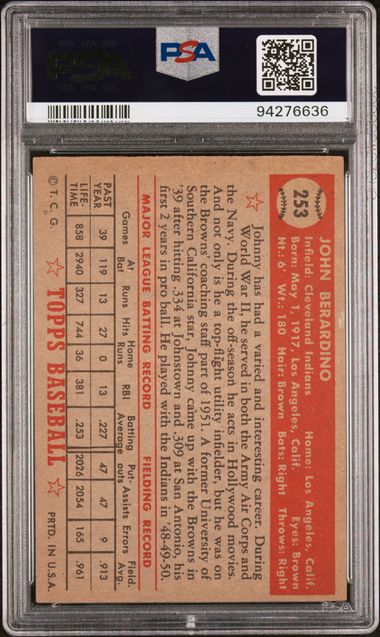 PSA
PSA
94276636
253
JOHN BERARDINO
Infield: Cleveland Indians Home: Los Angeles, Calif.
Born: May 1, 1917, Los Angeles, Calif. Eyes: Brown
Ht.: 6' Wt.: 180 Hair: Brown Bats: Right Throws: Right
Johnny has had a varied and interesting career. During
World War II, he served in both the Army Air Corps and
the Navy. During the off-season he acts in Hollywood movies.
And not only is he a top-flight utility infielder, but he was on
the Browns' coaching staff part of 1951. A former University of
Southern California star, Johnny came up with the Browns in
'39 after hitting .334 at Johnstown and .309 at San Antonio, his
first 2 years in pro ball. He played with the Indians in 48-49-50.
MAJOR LEAGUE BATTING RECORD FIELDING RECORD
Games At Bat Runs Hits Home Runs RBI Batting Average Put-outs Assists Errors Field. Avg.
PAST YEAR 39 119 13 27 0 13 .227 47 47 9 .913
LIFE-TIME 858 2940 327 744 36 381 .253 2022 2054 165 .961
© T.C.G. TOPPS BASEBALL PRTD. IN U.S.A.